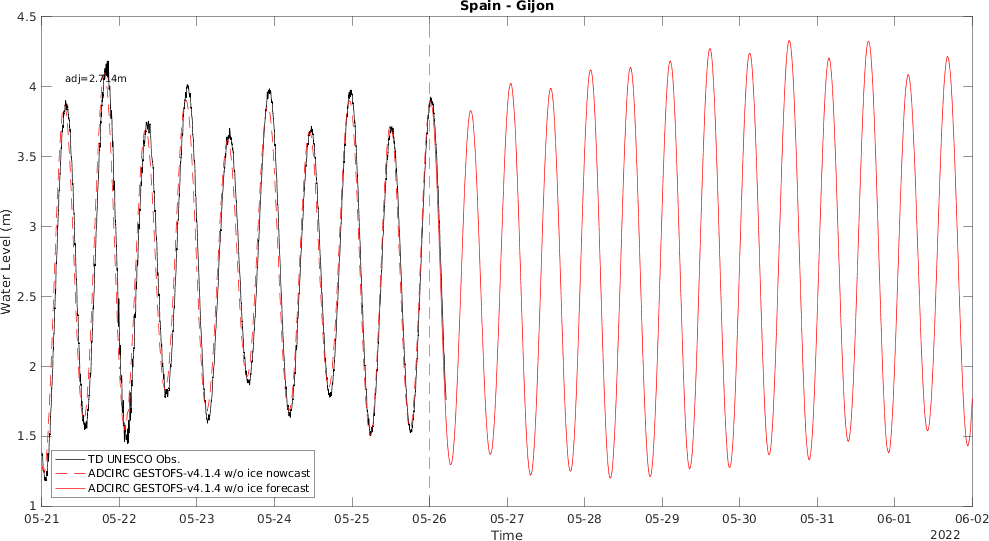 Spain - Gijon
4.5
4
3.5
3
2.5
2
1.5
1
Water Level (m)
adj=2.714m
TD UNESCO Obs.
ADCIRC GESTOFS-v4.1.4 w/o ice nowcast
ADCIRC GESTOFS-v4.1.4 w/o ice forecast
05-21 05-22 05-23 05-24 05-25 05-26 05-27 05-28 05-29 05-30 05-31 06-01 06-02
Time
2022